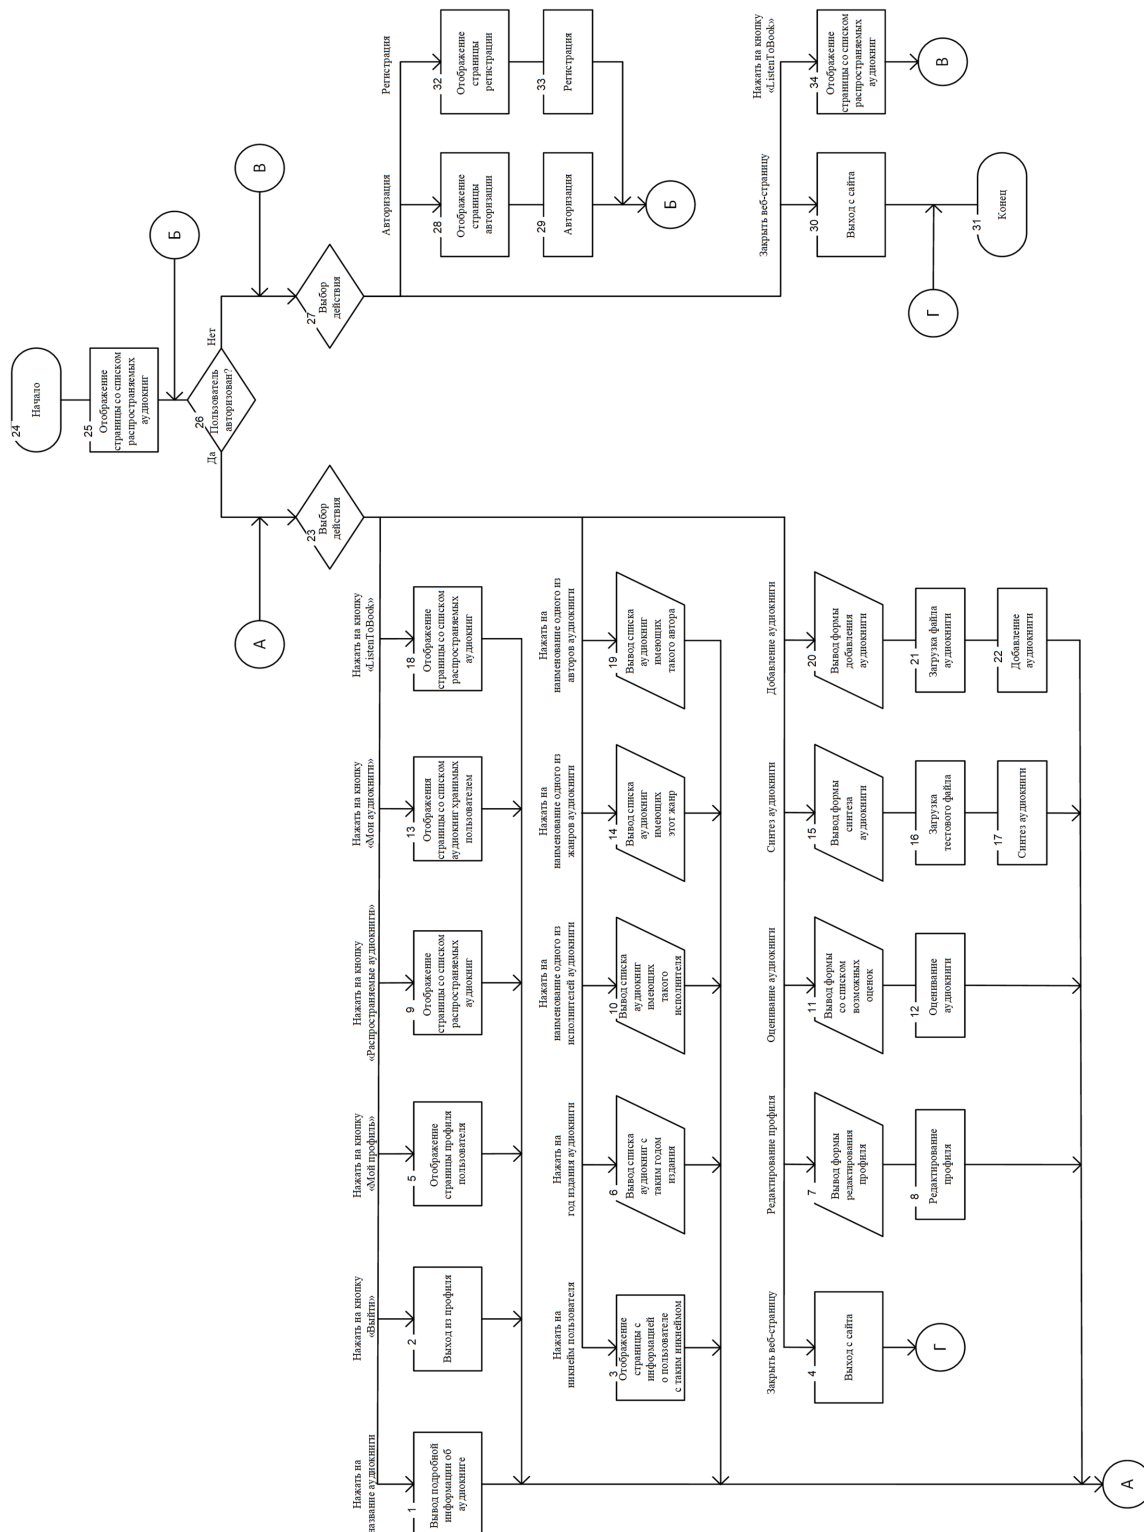 24
Начало
25
Отображение
страницы со списком
распространяемых
аудиокниг
Б
26
Пользователь
авторизован?
Да
Нет
А
В
23
Выбор
действия
27
Выбор
действия
Нажать на
название аудиокниги
Нажать на кнопку
«Выйти»
Нажать на кнопку
«Мой профиль»
Нажать на кнопку
«Распространяемые аудиокниги»
Нажать на кнопку
«Мои аудиокниги»
Нажать на кнопку
«ListenToBook»
1
Вывод подробной
информации об
аудиокниге
2
Выход из профиля
5
Отображение
страницы профиля
пользователя
9
Отображение
страницы со списком
распространяемых
аудиокниг
13
Отображения
страницы со списком
аудиокниг хранимых
пользователем
18
Отображение
страницы со списком
распространяемых
аудиокниг
Нажать на
никнейм пользователя
Нажать на
год издания аудиокниги
Нажать на
наименование одного из
исполнителей аудиокниги
Нажать на
наименование одного из
жанров аудиокниги
Нажать на
наименование одного из
авторов аудиокниги
3
Отображение
страницы с
информацией
о пользователе
с таким никнеймом
6
Вывод списка
аудиокниг с
таким годом
издания
10
Вывод списка
аудиокниг
имеющих
такого
исполнителя
14
Вывод списка
аудиокниг
имеющих
этот жанр
19
Вывод списка
аудиокниг
имеющих
такого автора
Закрыть веб-страницу
Редактирование профиля
Оценивание аудиокниги
Синтез аудиокниги
Добавление аудиокниги
4
Выход с сайта
Г
7
Вывод формы
редактирования
профиля
8
Редактирование
профиля
11
Вывод формы
со списком
возможных
оценок
12
Оценивание
аудиокниги
15
Вывод формы
синтеза
аудиокниги
16
Загрузка
тестового файла
17
Синтез аудиокниги
20
Вывод формы
добавления
аудиокниги
21
Загрузка файла
аудиокниги
22
Добавление
аудиокниги
А
Авторизация
Регистрация
28
Отображение
страницы
авторизации
29
Авторизация
32
Отображение
страницы
регистрации
33
Регистрация
Б
Закрыть веб-страницу
Нажать на кнопку
«ListenToBook»
30
Выход с сайта
34
Отображение
страницы со списком
распространяемых
аудиокниг
В
Г
31
Конец